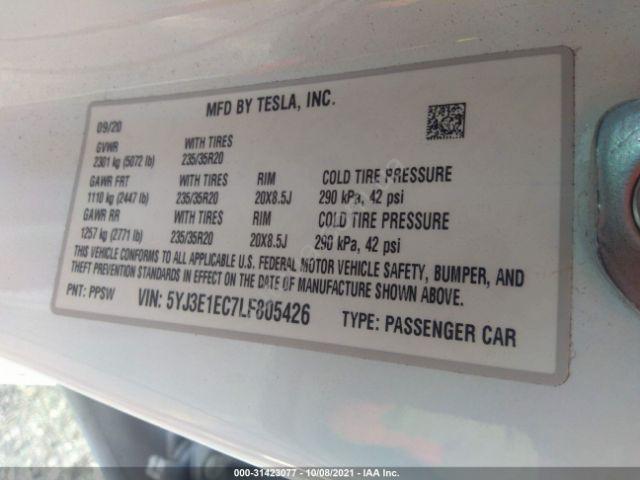 MFD BY TESLA, INC.
09/20
GVWR WITH TIRES
2301 kg (5072 lb) 235/35R20
GAWR FRT WITH TIRES RIM COLD TIRE PRESSURE
1110 kg (2447 lb) 235/35R20 20X8.5J 290 kPa, 42 psi
GAWR RR WITH TIRES RIM COLD TIRE PRESSURE
1257 kg (2771 lb) 235/35R20 20X8.5J 290 kPa, 42 psi
THIS VEHICLE CONFORMS TO ALL APPLICABLE U.S. FEDERAL MOTOR VEHICLE SAFETY, BUMPER, AND
THEFT PREVENTION STANDARDS IN EFFECT ON THE DATE OF MANUFACTURE SHOWN ABOVE.
PNT: PPSW VIN: 5YJ3E1EC7LF805426 TYPE: PASSENGER CAR
000-31423077 - 10/08/2021 - IAA Inc.